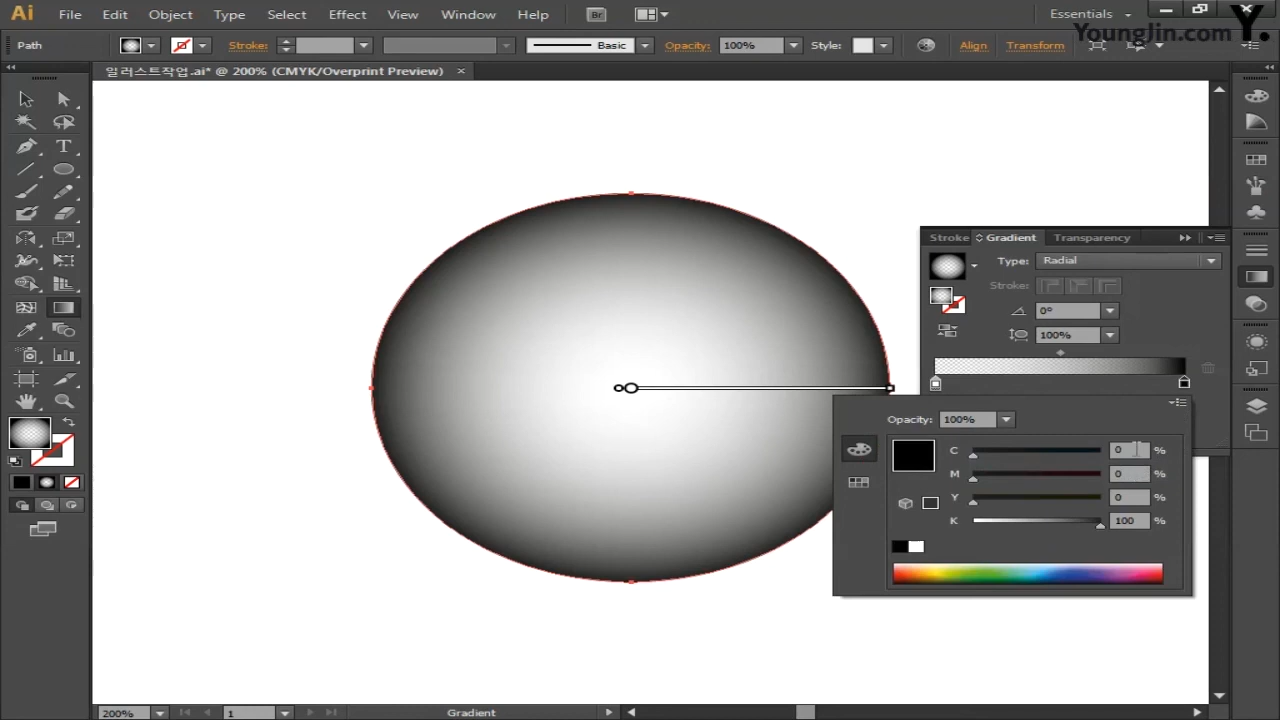 Ai File Edit Object Type Select Effect View Window Help Br Essentials
YoungJin.com Y.
Path Stroke: Basic Opacity: 100% Style: Align Transform
일러스트작업.ai* @ 200% (CMYK/Overprint Preview) ×
Stroke Gradient Transparency
Type: Radial
Stroke:
0°
100%
Opacity: 100%
C 0 %
M 0 %
Y 0 %
K 100 %
200% 1 Gradient